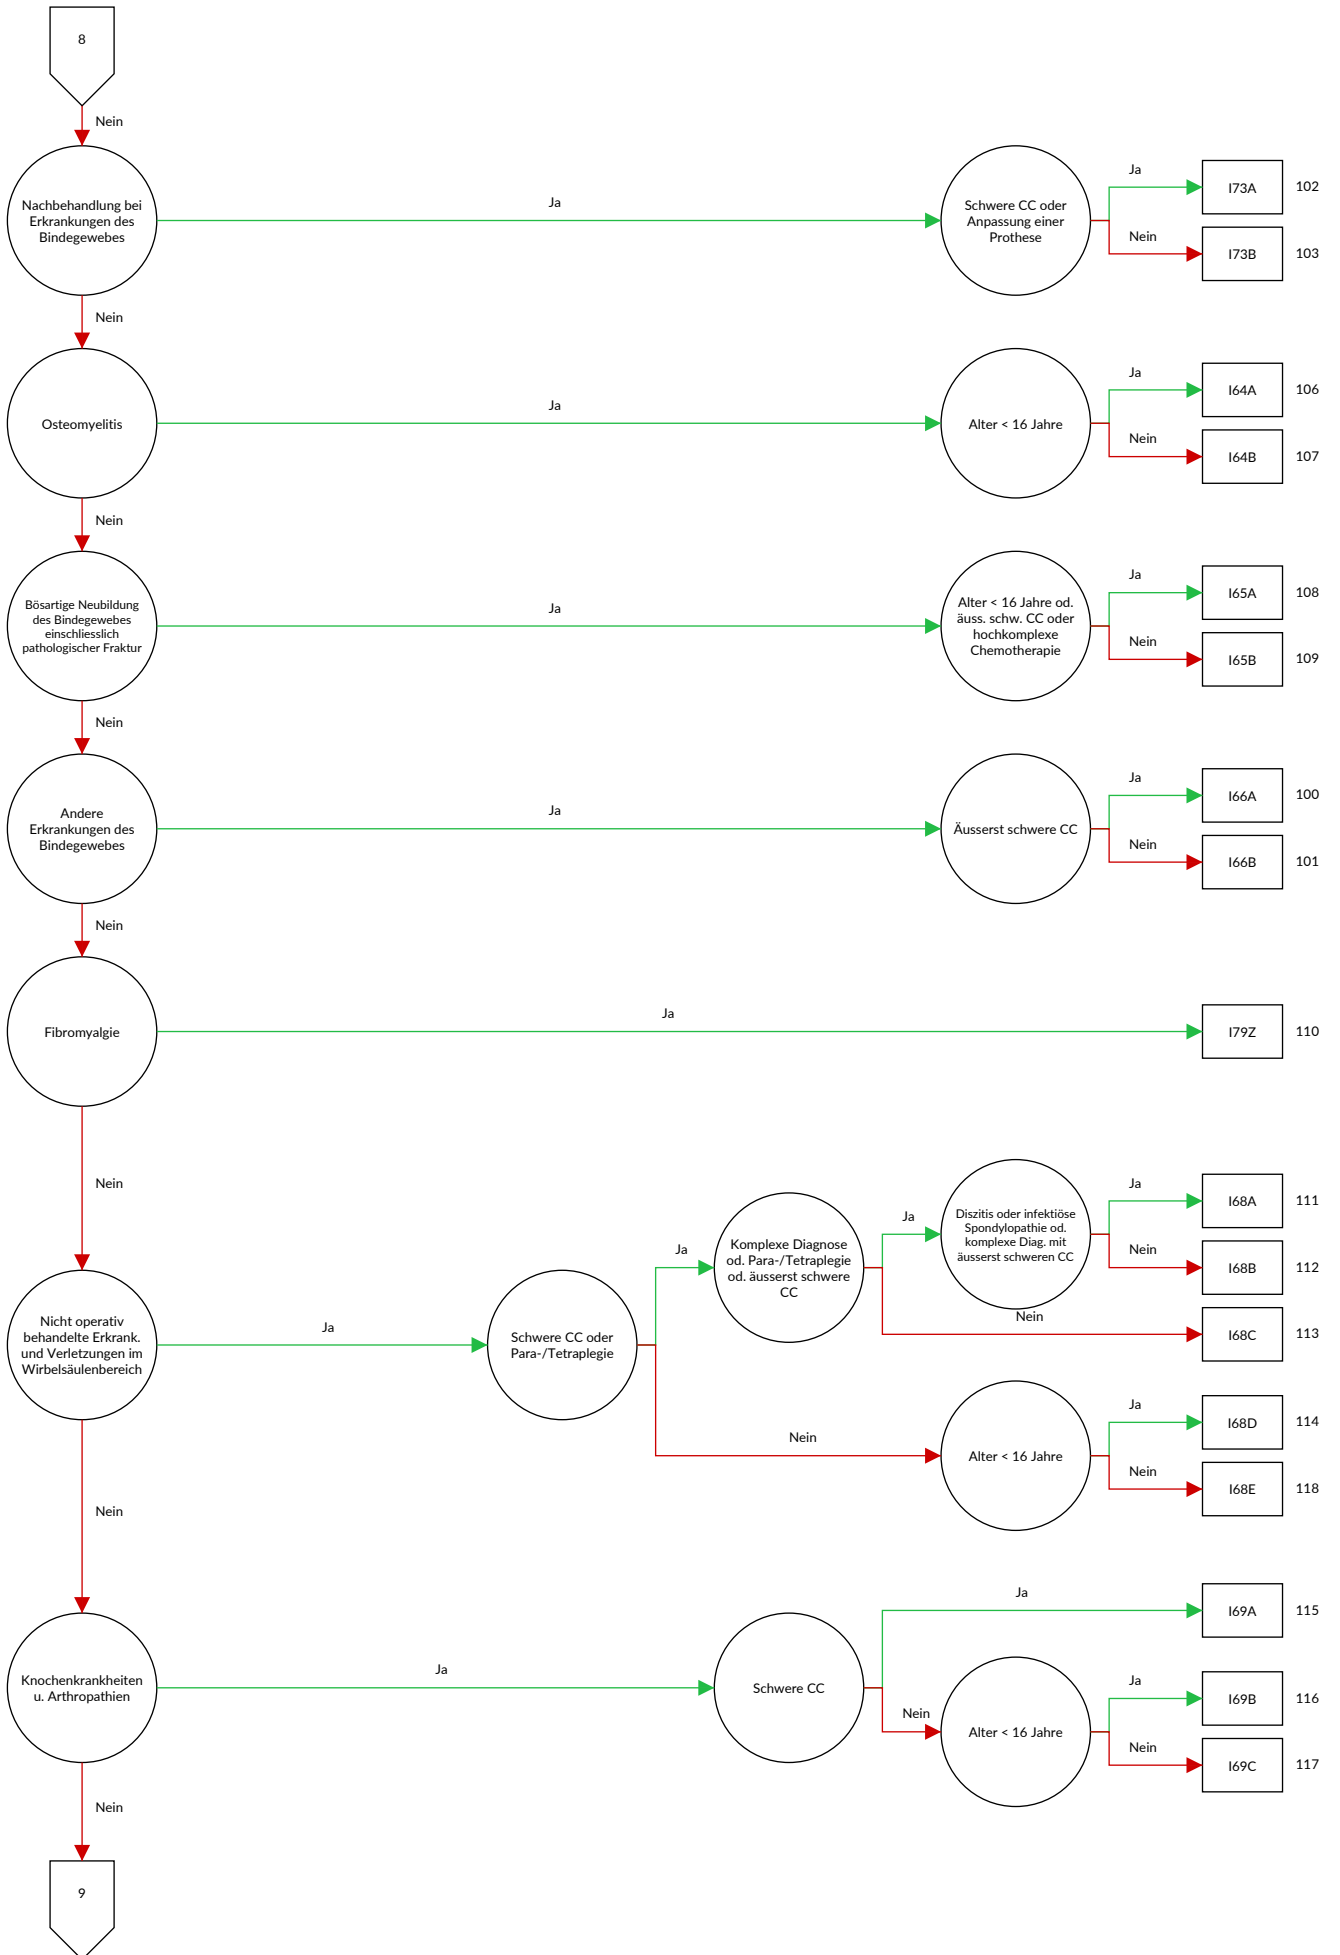 8
Nein
Nachbehandlung bei
Erkrankungen des
Bindegewebes
Ja
Schwere CC oder
Anpassung einer
Prothese
Ja
I73A
102
Nein
I73B
103
Nein
Osteomyelitis
Ja
Alter < 16 Jahre
Ja
I64A
106
Nein
I64B
107
Nein
Bösartige Neubildung
des Bindegewebes
einschliesslich
pathologischer Fraktur
Ja
Alter < 16 Jahre od.
äuss. schw. CC oder
hochkomplexe
Chemotherapie
Ja
I65A
108
Nein
I65B
109
Nein
Andere
Erkrankungen des
Bindegewebes
Ja
Äusserst schwere CC
Ja
I66A
100
Nein
I66B
101
Nein
Fibromyalgie
Ja
I79Z
110
Nein
Nicht operativ
behandelte Erkrank.
und Verletzungen im
Wirbelsäulenbereich
Ja
Schwere CC oder
Para-/Tetraplegie
Ja
Komplexe Diagnose
od. Para-/Tetraplegie
od. äusserst schwere
CC
Ja
Diszitis oder infektiöse
Spondylopathie od.
komplexe Diag. mit
äusserst schweren CC
Ja
I68A
111
Nein
I68B
112
Nein
I68C
113
Nein
Alter < 16 Jahre
Ja
I68D
114
Nein
I68E
118
Nein
Knochenkrankheiten
u. Arthropathien
Ja
Schwere CC
Ja
I69A
115
Nein
Alter < 16 Jahre
Ja
I69B
116
Nein
I69C
117
Nein
9